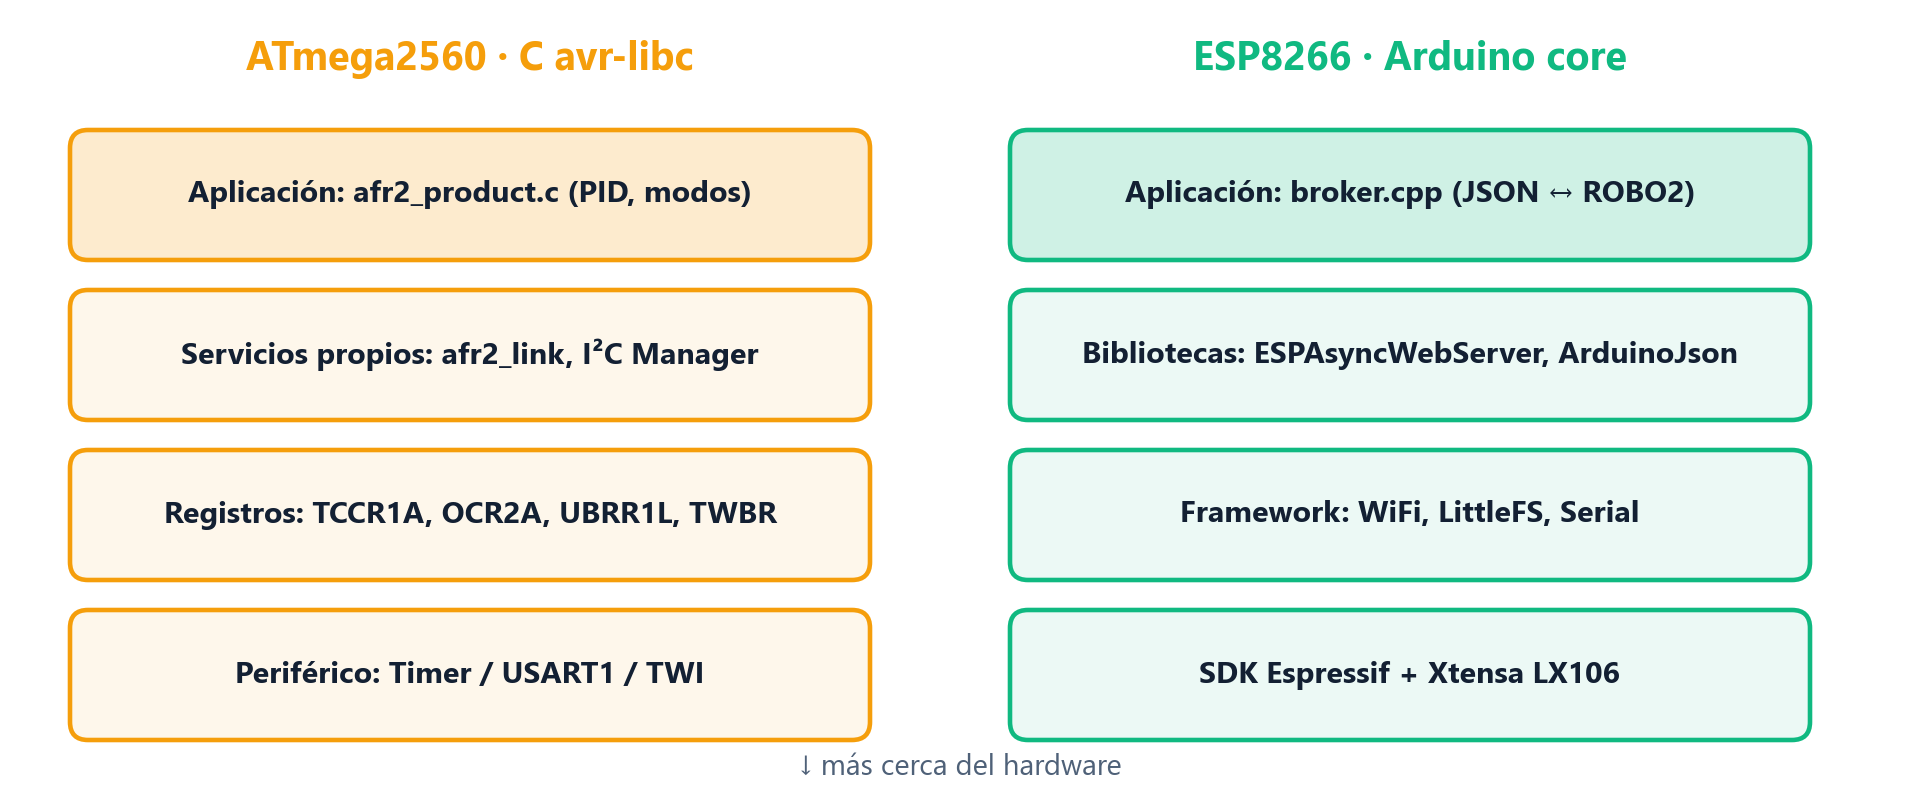 ATmega2560 · C avr-libc
Aplicación: afr2_product.c (PID, modos)
Servicios propios: afr2_link, I²C Manager
Registros: TCCR1A, OCR2A, UBRR1L, TWBR
Periférico: Timer / USART1 / TWI
ESP8266 · Arduino core
Aplicación: broker.cpp (JSON ↔ ROBO2)
Bibliotecas: ESPAsyncWebServer, ArduinoJson
Framework: WiFi, LittleFS, Serial
SDK Espressif + Xtensa LX106
↓ más cerca del hardware